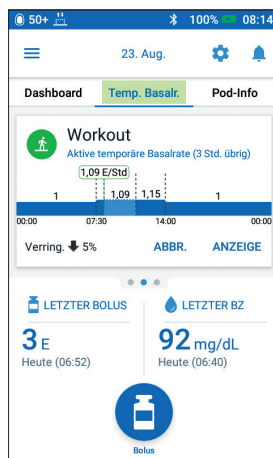 50+ 100% 08:14
23. Aug.
Dashboard Temp. Basalr. Pod-Info
Workout
Aktive temporäre Basalrate (3 Std. übrig)
1,09 E/Std
1 1,09 1,15 1
00:00 07:30 14:00 00:00
Verring. 5% ABBR. ANZEIGE
LETZTER BOLUS LETZTER BZ
3 E 92 mg/dL
Heute (06:52) Heute (06:40)
Bolus